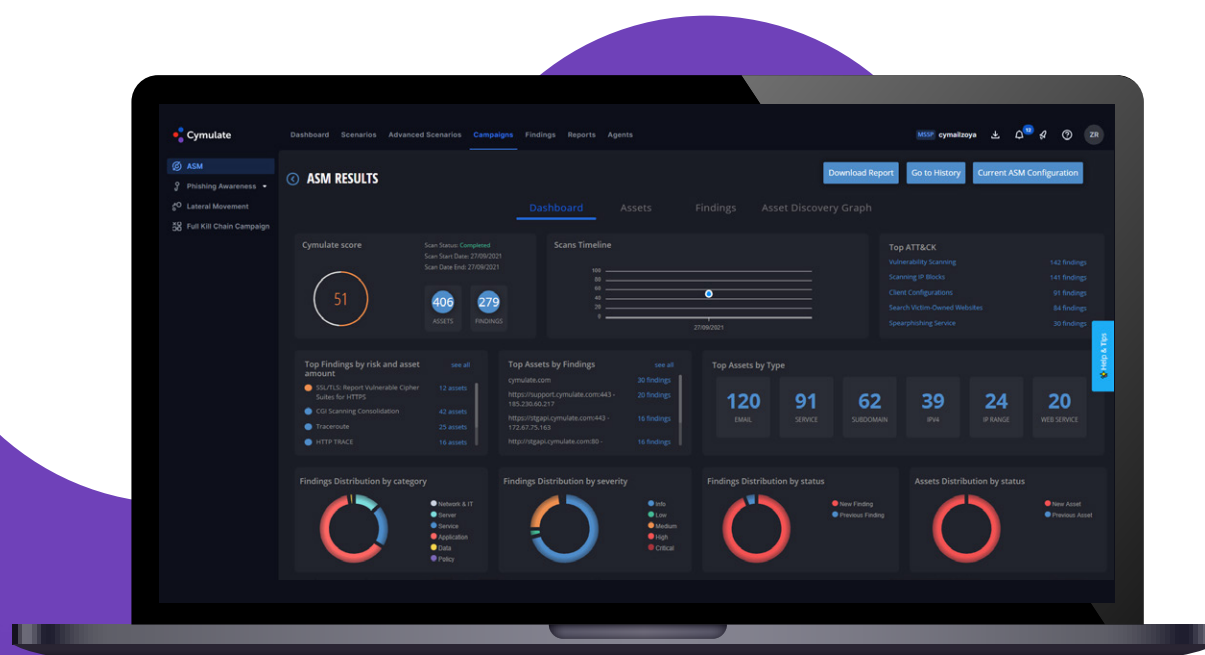 Cymulate
Dashboard Scenarios Advanced Scenarios Campaigns Findings Reports Agents
MSSP cymalizoya
10
ZR
ASM
Phishing Awareness
Lateral Movement
Full Kill Chain Campaign
ASM RESULTS
Download Report
Go to History
Current ASM Configuration
Dashboard Assets Findings Asset Discovery Graph
Cymulate score
51
Scan Status: Completed
Scan Start Date: 27/09/2021
Scan Date End: 27/09/2021
406
ASSETS
279
FINDINGS
Scans Timeline
100
80
60
40
20
0
27/09/2021
Top ATT&CK
Vulnerability Scanning 142 findings
Scanning IP Blocks 141 findings
Client Configurations 91 findings
Search Victim-Owned Websites 84 findings
Spearphishing Service 30 findings
Help & Tips
Top Findings by risk and asset
amount
see all
SSL/TLS: Report Vulnerable Cipher
Suites for HTTPS
12 assets
CGI Scanning Consolidation 42 assets
Traceroute 25 assets
HTTP TRACE 16 assets
Top Assets by Findings see all
cymulate.com 30 findings
https://support.cymulate.com:443 -
195.230.60.217
20 findings
https://stgapi.cymulate.com:443 -
172.67.75.163
16 findings
http://stgapi.cymulate.com:80 - 16 findings
Top Assets by Type
120
EMAIL
91
SERVICE
62
SUBDOMAIN
39
IPV4
24
IP RANGE
20
WEB SERVICE
Findings Distribution by category
Network & IT
Server
Service
Application
Data
Policy
Findings Distribution by severity
Info
Low
Medium
High
Critical
Findings Distribution by status
New Finding
Previous Finding
Assets Distribution by status
New Asset
Previous Asset